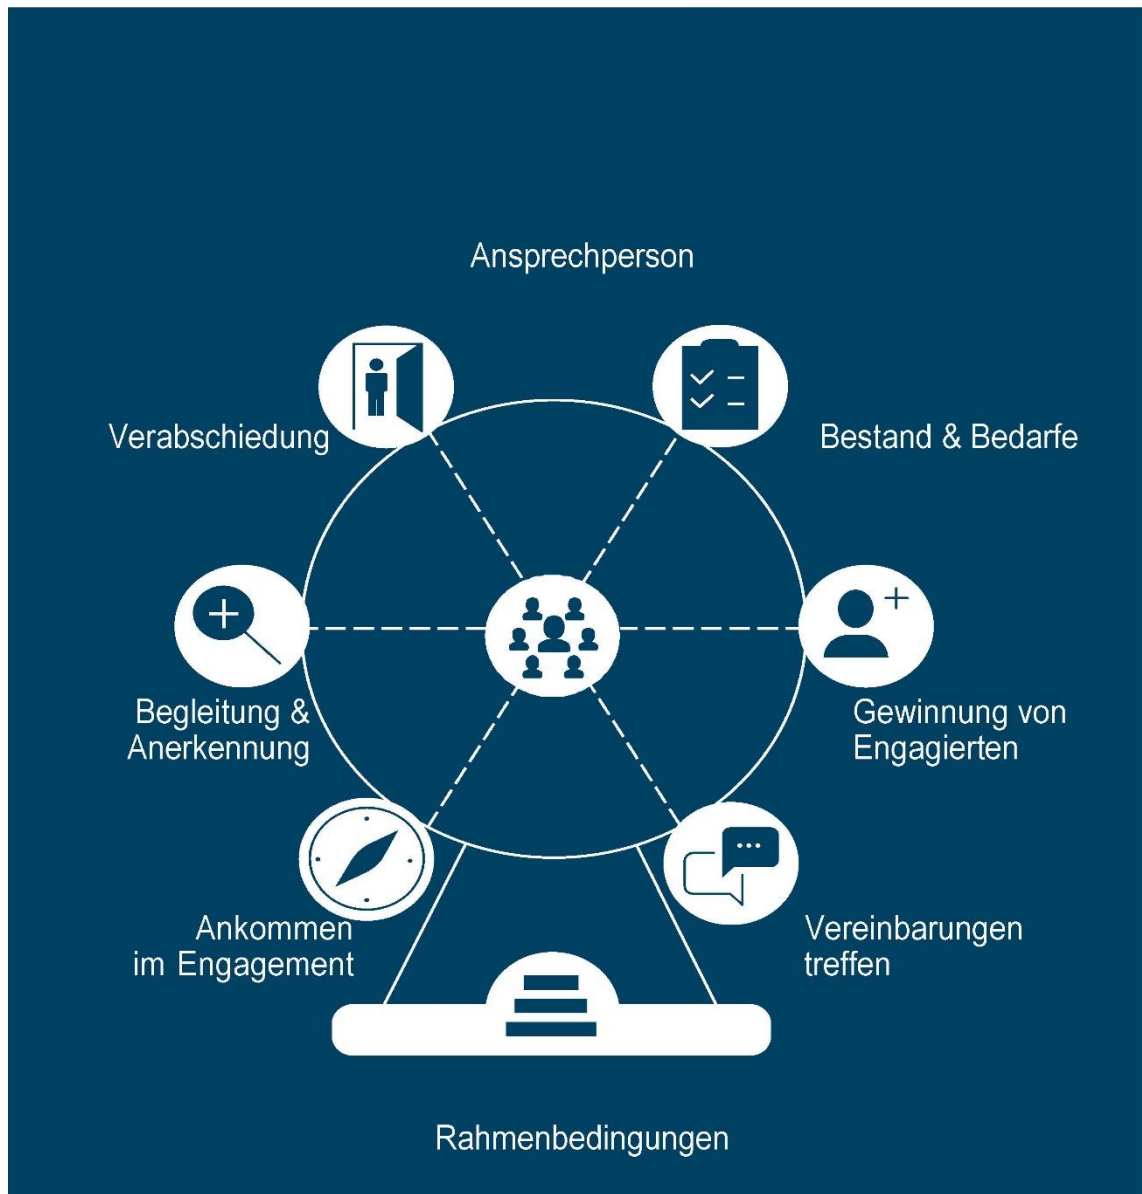 Ansprechperson
Verabschiedung
Bestand & Bedarfe
Begleitung &
Anerkennung
Gewinnung von
Engagierten
Ankommen
im Engagement
Vereinbarungen
treffen
Rahmenbedingungen